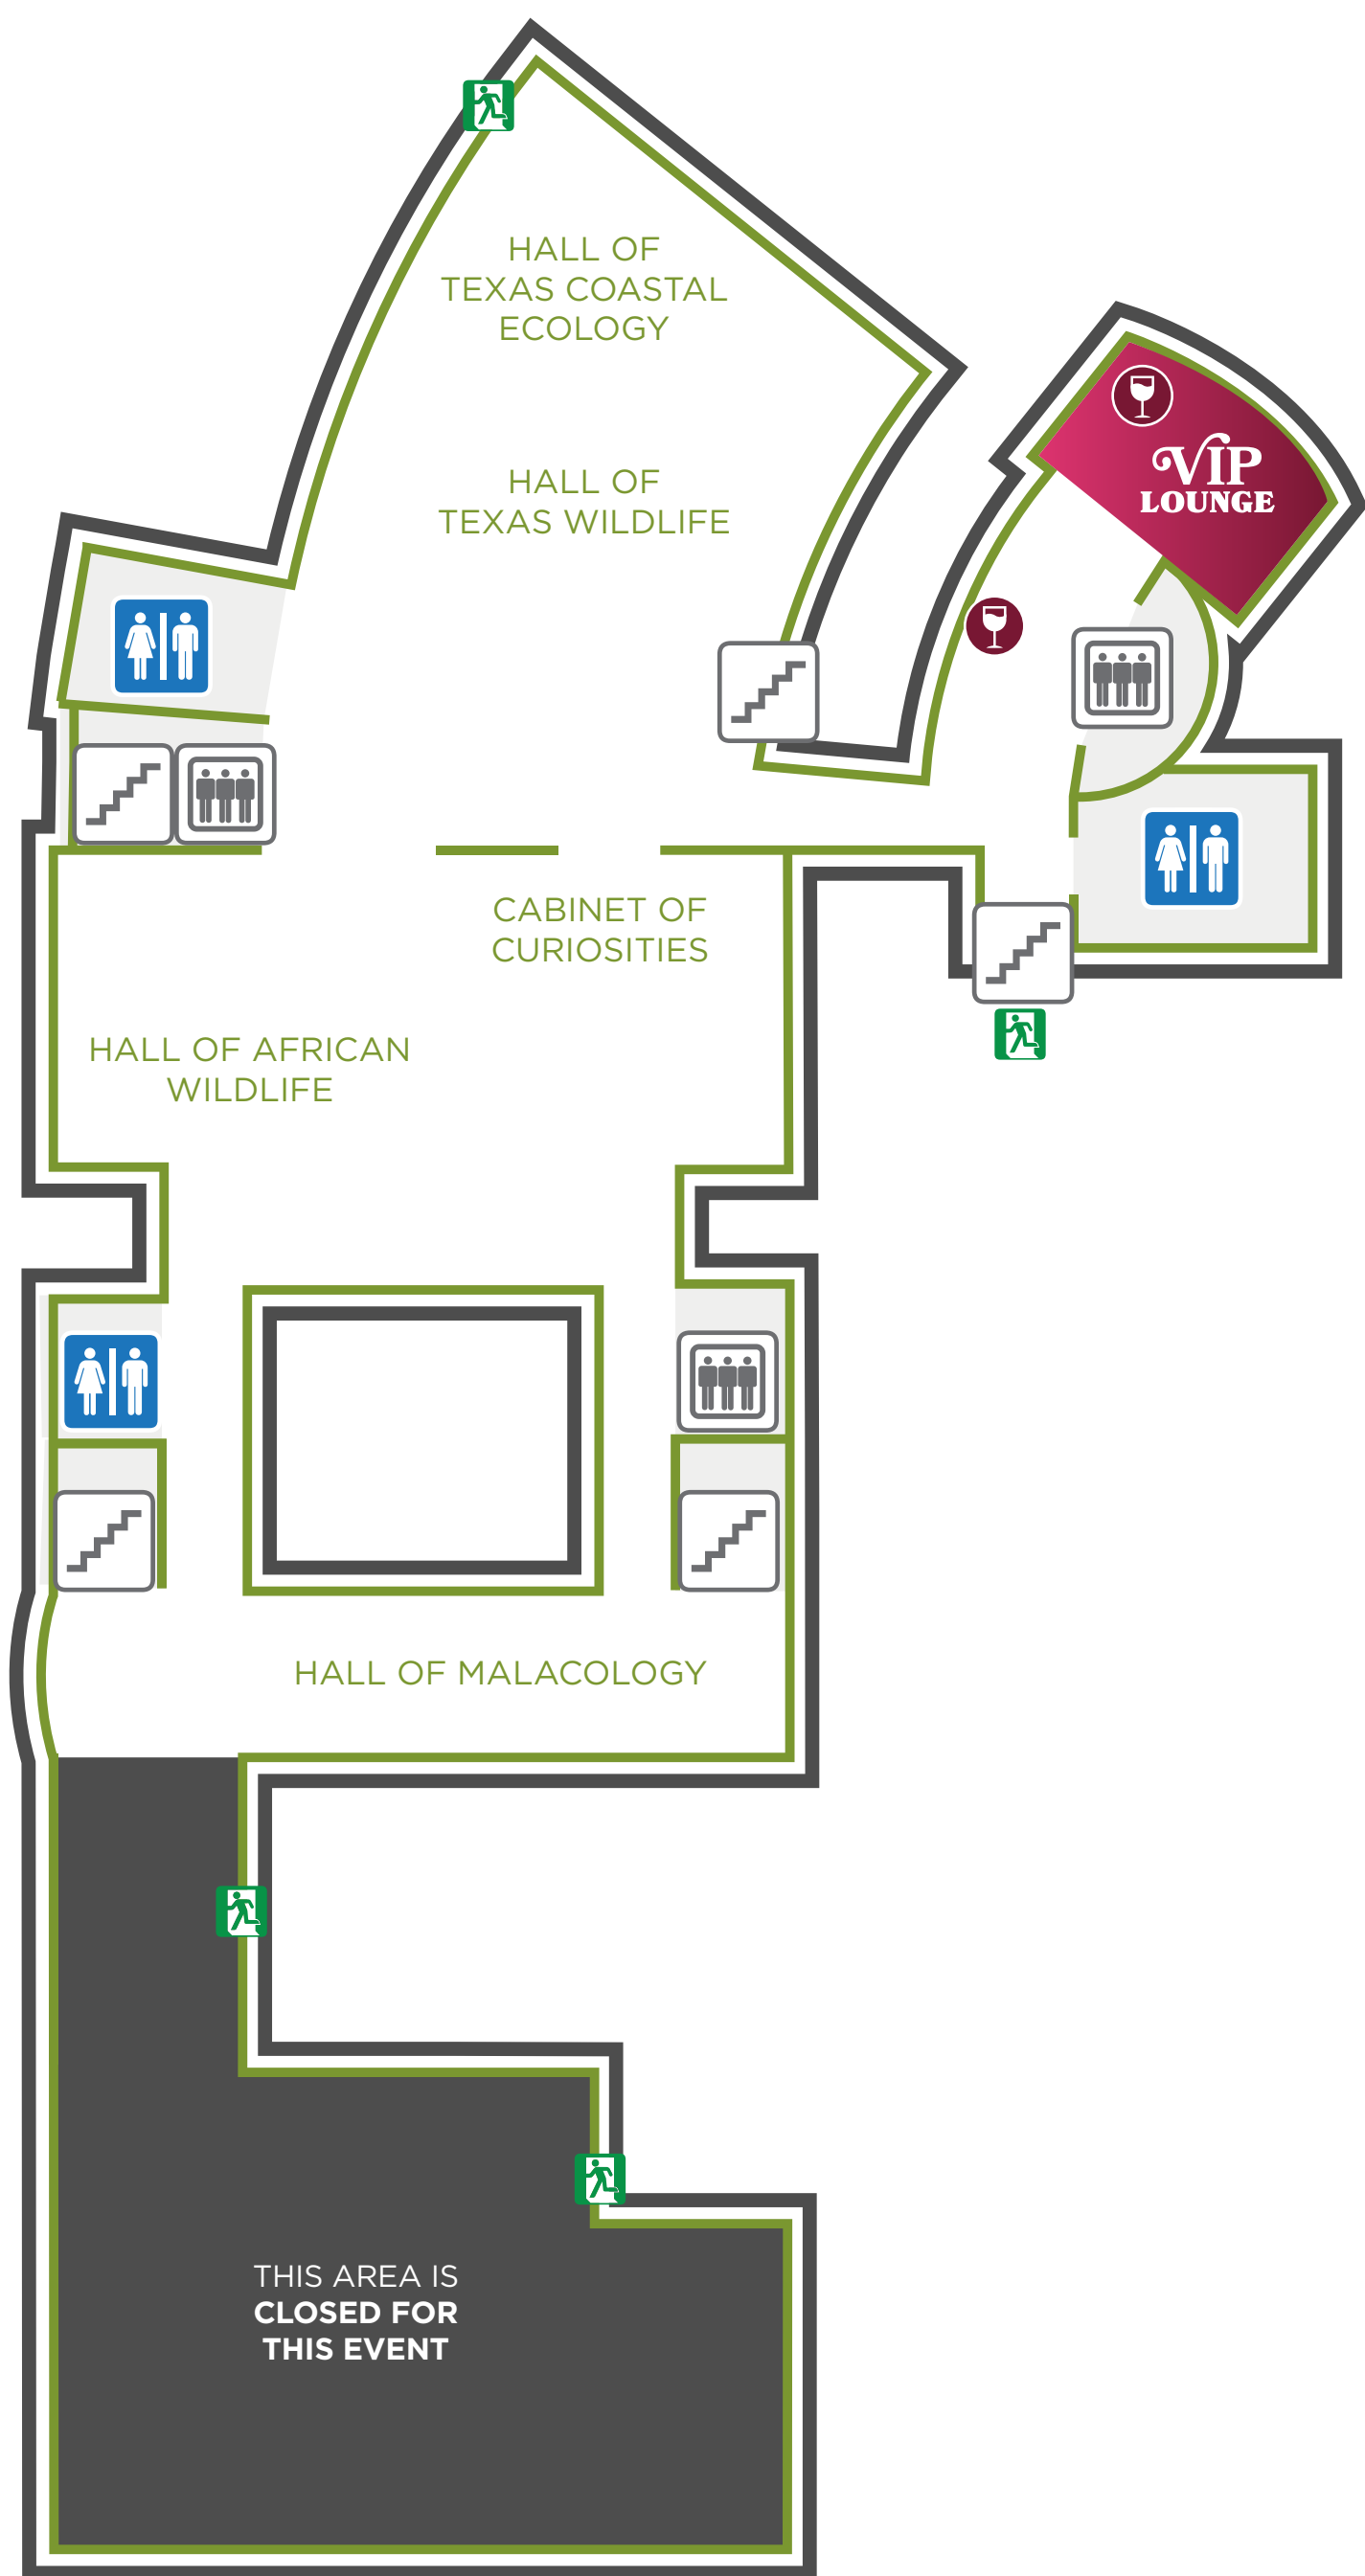 HALL OF
TEXAS COASTAL
ECOLOGY
VIP
LOUNGE
HALL OF
TEXAS WILDLIFE
CABINET OF
CURIOSITIES
HALL OF AFRICAN
WILDLIFE
HALL OF MALACOLOGY
THIS AREA IS
CLOSED FOR
THIS EVENT